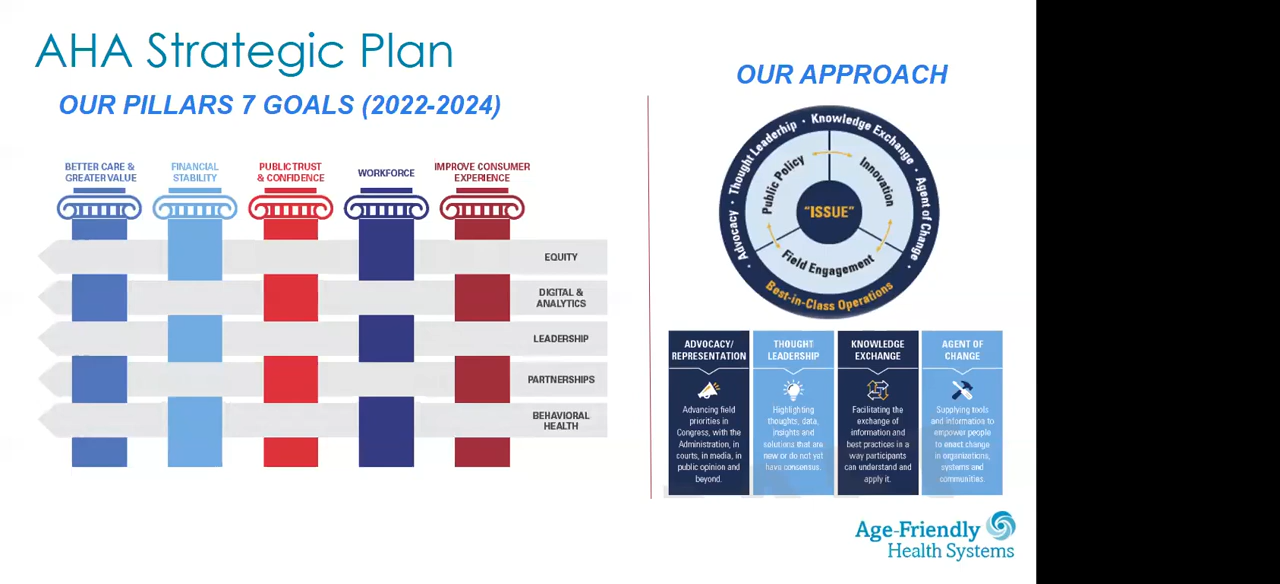 AHA Strategic Plan
OUR PILLARS 7 GOALS (2022-2024)
BETTER CARE &
GREATER VALUE
FINANCIAL
STABILITY
PUBLIC TRUST
& CONFIDENCE
WORKFORCE
IMPROVE CONSUMER
EXPERIENCE
EQUITY
DIGITAL &
ANALYTICS
LEADERSHIP
PARTNERSHIPS
BEHAVIORAL
HEALTH
OUR APPROACH
Advocacy • Thought Leadership • Knowledge Exchange • Agent of Change •
Best-in-Class Operations
Public Policy
Innovation
Field Engagement
“ISSUE”
ADVOCACY/
REPRESENTATION
Advancing field
priorities in
Congress, with the
Administration, in
courts, in media, in
public opinion and
beyond.
THOUGHT
LEADERSHIP
Highlighting
thoughts, data,
insights and
solutions that are
new or do not yet
have consensus.
KNOWLEDGE
EXCHANGE
Facilitating the
exchange of
information and
best practices in a
way participants
can understand and
apply it.
AGENT OF
CHANGE
Supplying tools
and information to
empower people
to enact change
in organizations,
systems and
communities.
Age-Friendly
Health Systems